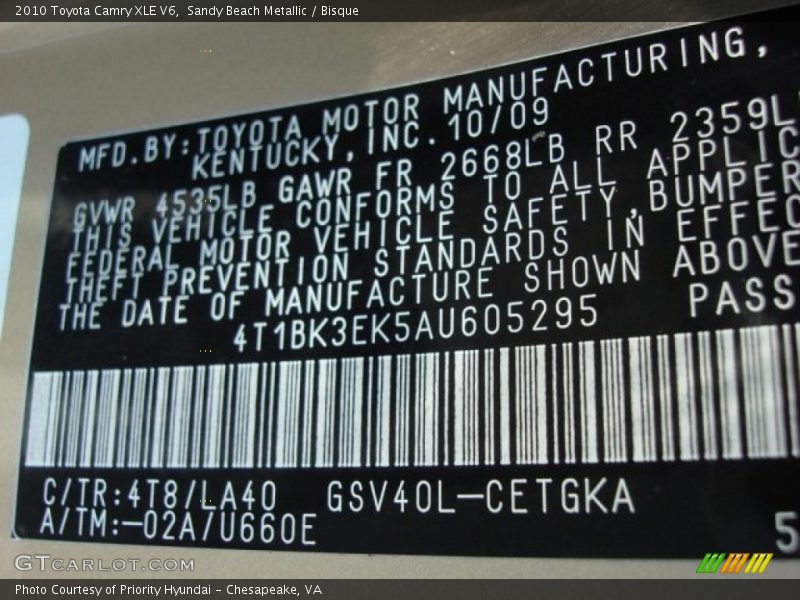 2010 Toyota Camry XLE V6, Sandy Beach Metallic / Bisque
MFD.BY:TOYOTA MOTOR MANUFACTURING,
KENTUCKY,INC. 10/09
GVWR 4535LB GAWR FR 2668LB RR 2359L
THIS VEHICLE CONFORMS TO ALL APPLIC
FEDERAL MOTOR VEHICLE SAFETY,BUMPER
THEFT PREVENTION STANDARDS IN EFFEC
THE DATE OF MANUFACTURE SHOWN ABOVE
4T1BK3EK5AU605295 PASS
C/TR:4T8/LA40 GSV40L-CETGKA
A/TM:-02A/U660E 5
GTCARLOT.COM
Photo Courtesy of Priority Hyundai - Chesapeake, VA